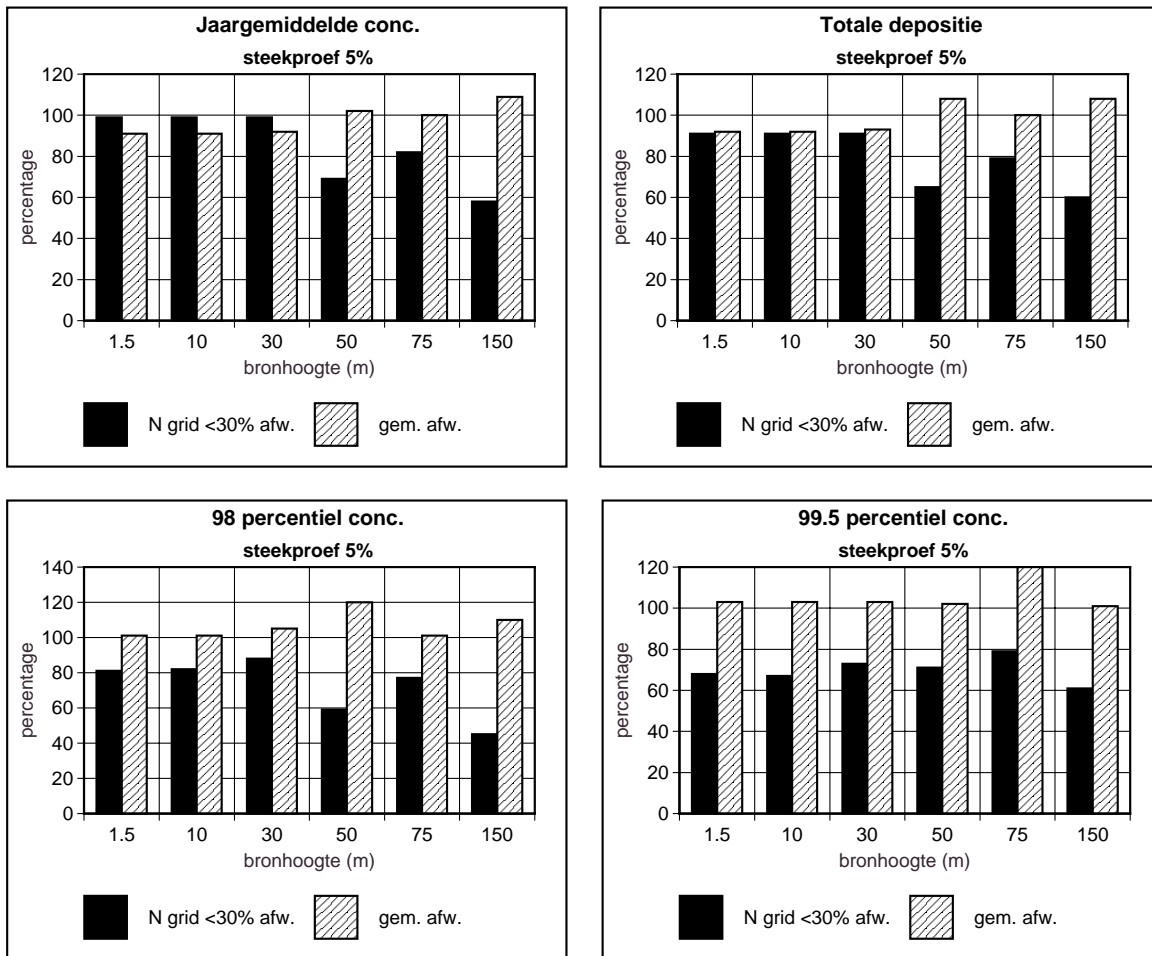 Jaargemiddelde conc.
steekproef 5%
120
100
80
60
40
20
0
percentage
1.5 10 30 50 75 150
bronhoogte (m)
N grid <30% afw. gem. afw.
Totale depositie
steekproef 5%
120
100
80
60
40
20
0
percentage
1.5 10 30 50 75 150
bronhoogte (m)
N grid <30% afw. gem. afw.
98 percentiel conc.
steekproef 5%
140
120
100
80
60
40
20
0
percentage
1.5 10 30 50 75 150
bronhoogte (m)
N grid <30% afw. gem. afw.
99.5 percentiel conc.
steekproef 5%
120
100
80
60
40
20
0
percentage
1.5 10 30 50 75 150
bronhoogte (m)
N grid <30% afw. gem. afw.